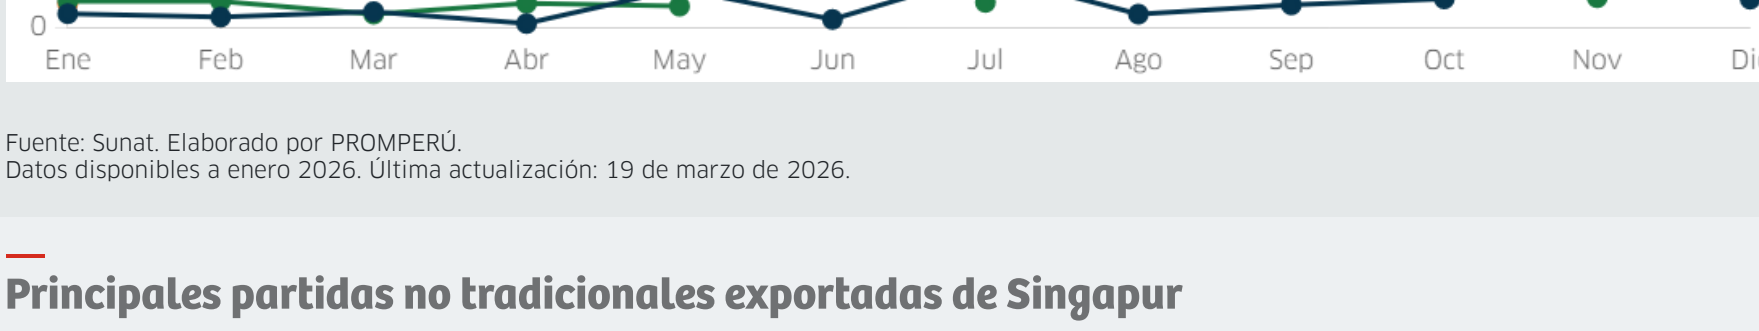 0
Ene Feb Mar Abr May Jun Jul Ago Sep Oct Nov
Fuente: Sunat. Elaborado por PROMPERÚ.
Datos disponibles a enero 2026. Última actualización: 19 de marzo de 2026.
Principales partidas no tradicionales exportadas de Singapur